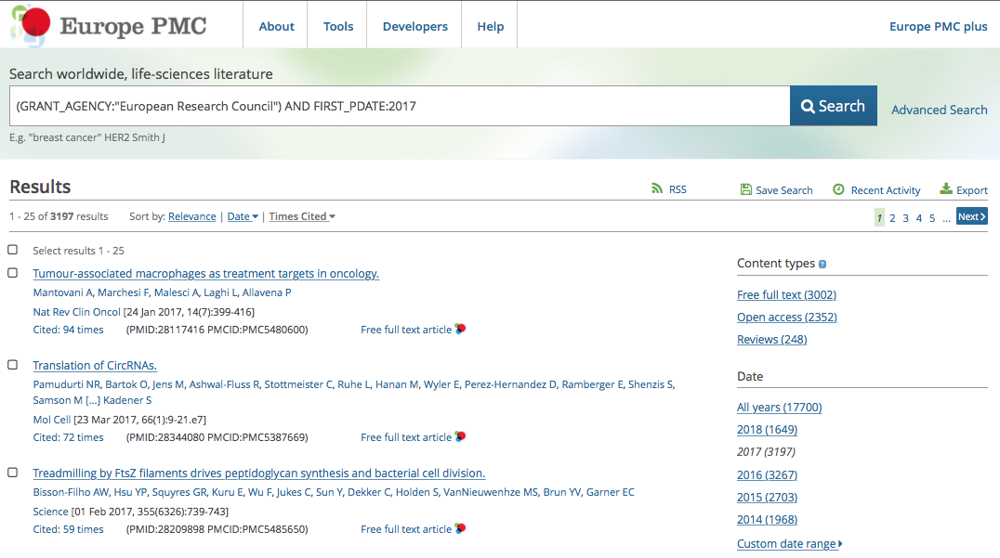 Europe PMC
About
Tools
Developers
Help
Europe PMC plus
Search worldwide, life-sciences literature
(GRANT_AGENCY:"European Research Council") AND FIRST_PDATE:2017
Search
Advanced Search
E.g. "breast cancer" HER2 Smith J
Results
RSS
Save Search
Recent Activity
Export
1 - 25 of 3197 results
Sort by: Relevance | Date | Times Cited
1 2 3 4 5 ... Next
Select results 1 - 25
Tumour-associated macrophages as treatment targets in oncology.
Mantovani A, Marchesi F, Malesci A, Laghi L, Allavena P
Nat Rev Clin Oncol [24 Jan 2017, 14(7):399-416]
Cited: 94 times (PMID:28117416 PMCID:PMC5480600) Free full text article
Translation of CircRNAs.
Pamudurti NR, Bartok O, Jens M, Ashwal-Fluss R, Stottmeister C, Ruhe L, Hanan M, Wyler E, Perez-Hernandez D, Ramberger E, Shenzis S,
Samson M [...] Kadener S
Mol Cell [23 Mar 2017, 66(1):9-21.e7]
Cited: 72 times (PMID:28344080 PMCID:PMC5387669) Free full text article
Treadmilling by FtsZ filaments drives peptidoglycan synthesis and bacterial cell division.
Bisson-Filho AW, Hsu YP, Squyres GR, Kuru E, Wu F, Jukes C, Sun Y, Dekker C, Holden S, VanNieuwenhze MS, Brun YV, Garner EC
Science [01 Feb 2017, 355(6326):739-743]
Cited: 59 times (PMID:28209898 PMCID:PMC5485650) Free full text article
Content types ?
Free full text (3002)
Open access (2352)
Reviews (248)
Date
All years (17700)
2018 (1649)
2017 (3197)
2016 (3267)
2015 (2703)
2014 (1968)
Custom date range